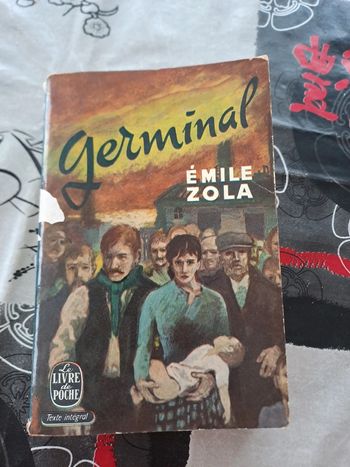 Germinal
ÉMILE
ZOLA
Le
LIVRE
de
POCHE
Texte intégral